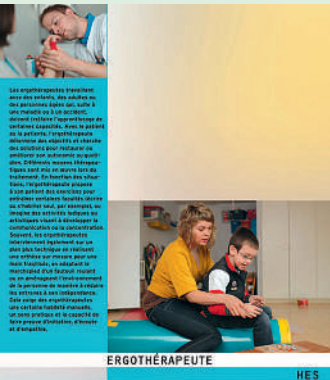 Les ergothérapeutes travaillent
avec des enfants, des adultes ou
des personnes âgées qui, suite à
une maladie ou à un accident,
doivent (re)faire l'apprentissage de
certaines capacités. Avec le patient
ou la patiente, l'ergothérapeute
détermine des objectifs et cherche
des solutions pour restaurer ou
améliorer son autonomie au quoti-
dien. Différents moyens thérapeu-
tiques sont mis en œuvre lors du
traitement. En fonction des situa-
tions, l'ergothérapeute propose
à son patient des exercices pour
entraîner certaines facultés (écrire
ou s'habiller seul, par exemple), ou
imagine des activités ludiques ou
artistiques visant à développer la
communication ou la concentration.
Souvent, les ergothérapeutes
interviennent également sur un
plan plus technique en réalisant
une orthèse sur mesure pour une
main fragilisée, en adaptant le
marchepied d'un fauteuil roulant
ou en aménageant l'environnement
de la personne de manière à réduire
les entraves à son indépendance.
Cela exige des ergothérapeutes
une certaine habileté manuelle,
un sens pratique et la capacité de
faire preuve d'initiative, d'écoute
et d'empathie.
ERGOTHÉRAPEUTE
HES